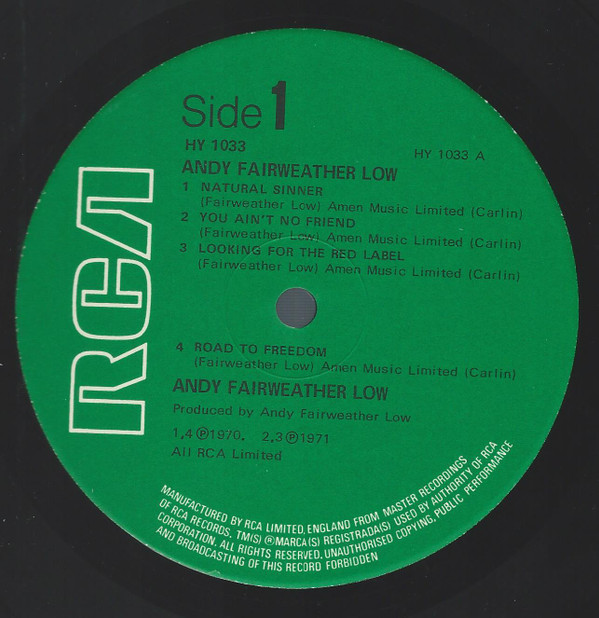 Side 1
HY 1033
HY 1033 A
ANDY FAIRWEATHER LOW
1 NATURAL SINNER
(Fairweather Low) Amen Music Limited (Carlin)
2 YOU AIN'T NO FRIEND
(Fairweather Low) Amen Music Limited (Carlin)
3 LOOKING FOR THE RED LABEL
(Fairweather Low) Amen Music Limited (Carlin)
RCA
4 ROAD TO FREEDOM
(Fairweather Low) Amen Music Limited (Carlin)
ANDY FAIRWEATHER LOW
Produced by Andy Fairweather Low
1,4 ℗1970. 2,3 ℗1971
All RCA Limited
MANUFACTURED BY RCA LIMITED, ENGLAND FROM MASTER RECORDINGS
OF RCA RECORDS. TM(S) ® MARCA(S) REGISTRADA(S) USED BY AUTHORITY OF RCA
CORPORATION. ALL RIGHTS RESERVED. UNAUTHORISED COPYING, PUBLIC PERFORMANCE
AND BROADCASTING OF THIS RECORD FORBIDDEN